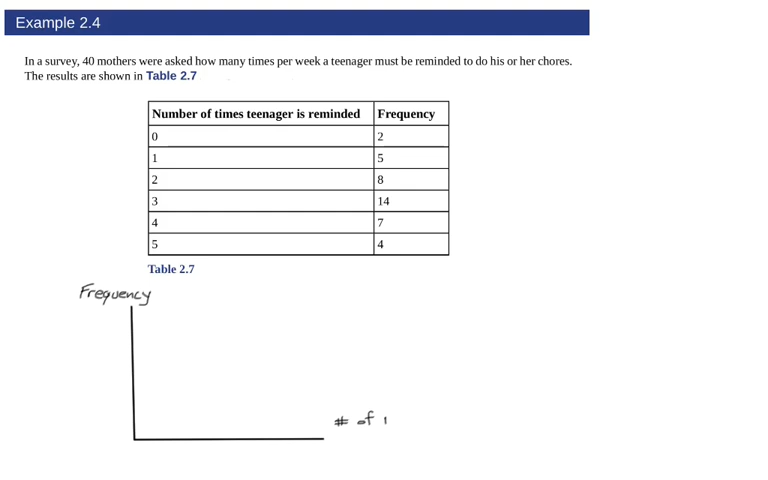 Example 2.4
In a survey, 40 mothers were asked how many times per week a teenager must be reminded to do his or her chores.
The results are shown in Table 2.7
Number of times teenager is reminded Frequency
0 2
1 5
2 8
3 14
4 7
5 4
Table 2.7
Frequency
# of